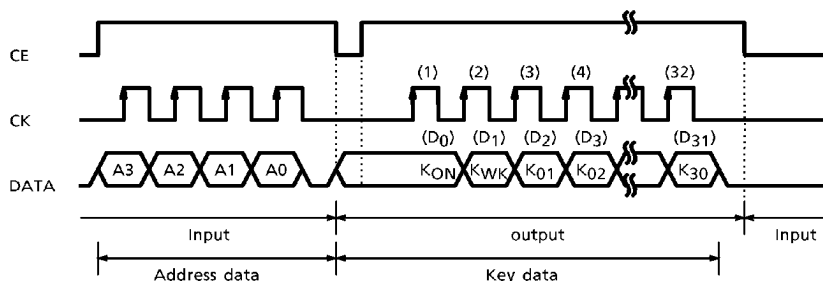 CE
(1) (2) (3) (4) (32)
CK
(D0) (D1) (D2) (D3) (D31)
DATA A3 A2 A1 A0 KON KWK K01 K02 K30
Input output Input
Address data Key data